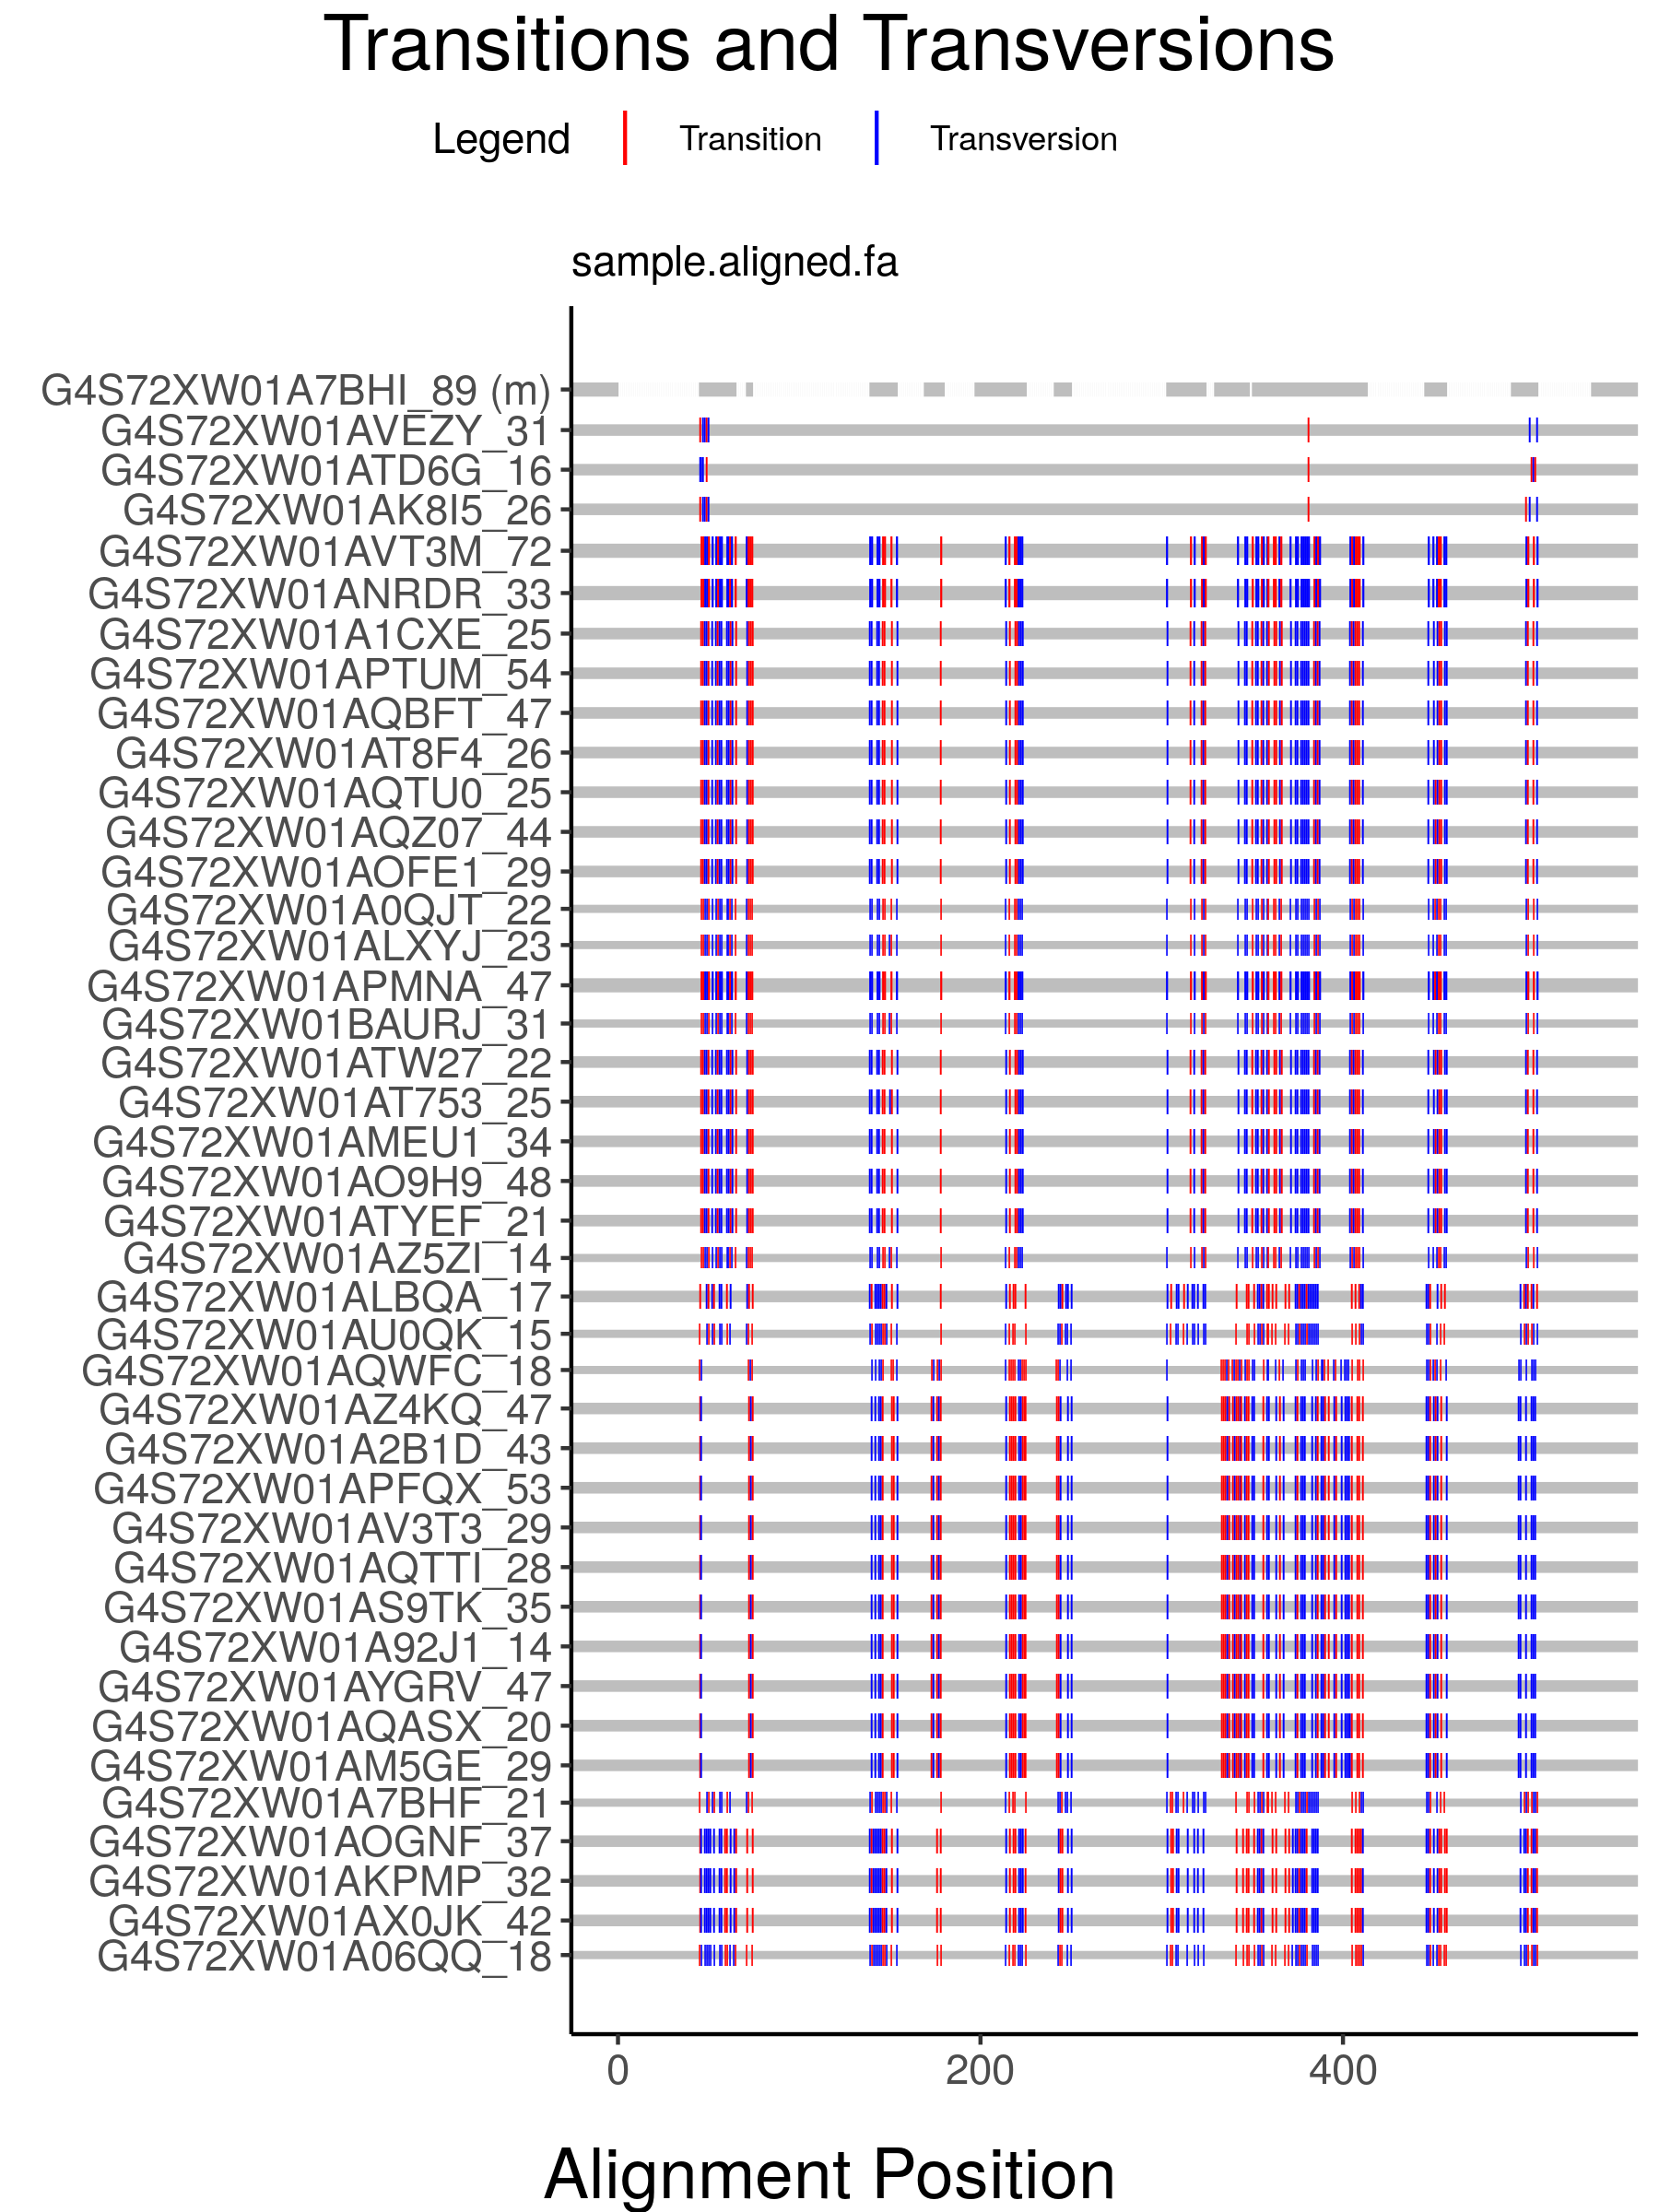 Transitions and Transversions
Legend Transition Transversion
sample.aligned.fa
G4S72XW01A7BHI_89 (m)
G4S72XW01AVEZY_31
G4S72XW01ATD6G_16
G4S72XW01AK8I5_26
G4S72XW01AVT3M_72
G4S72XW01ANRDR_33
G4S72XW01A1CXE_25
G4S72XW01APTUM_54
G4S72XW01AQBFT_47
G4S72XW01AT8F4_26
G4S72XW01AQTU0_25
G4S72XW01AQZ07_44
G4S72XW01AOFE1_29
G4S72XW01A0QJT_22
G4S72XW01ALXYJ_23
G4S72XW01APMNA_47
G4S72XW01BAURJ_31
G4S72XW01ATW27_22
G4S72XW01AT753_25
G4S72XW01AMEU1_34
G4S72XW01AO9H9_48
G4S72XW01ATYEF_21
G4S72XW01AZ5ZI_14
G4S72XW01ALBQA_17
G4S72XW01AU0QK_15
G4S72XW01AQWFC_18
G4S72XW01AZ4KQ_47
G4S72XW01A2B1D_43
G4S72XW01APFQX_53
G4S72XW01AV3T3_29
G4S72XW01AQTTI_28
G4S72XW01AS9TK_35
G4S72XW01A92J1_14
G4S72XW01AYGRV_47
G4S72XW01AQASX_20
G4S72XW01AM5GE_29
G4S72XW01A7BHF_21
G4S72XW01AOGNF_37
G4S72XW01AKPMP_32
G4S72XW01AX0JK_42
G4S72XW01A06QQ_18
0 200 400
Alignment Position